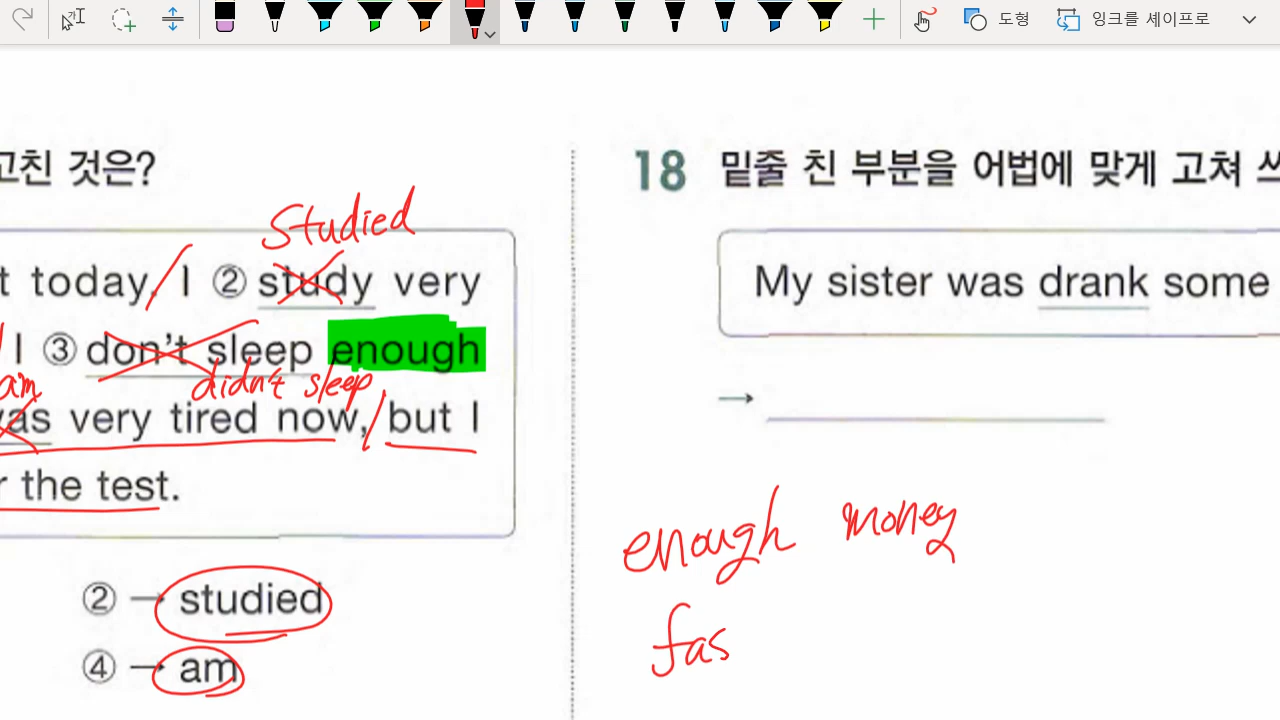 도형 잉크를 셰이프로
고친 것은?
studied
t today, I ② study very
I ③ don't sleep enough
am didn't sleep
was very tired now, but I
r the test.
② → studied
④ → am
18 밑줄 친 부분을 어법에 맞게 고쳐 쓰
My sister was drank some
→
enough money
fas